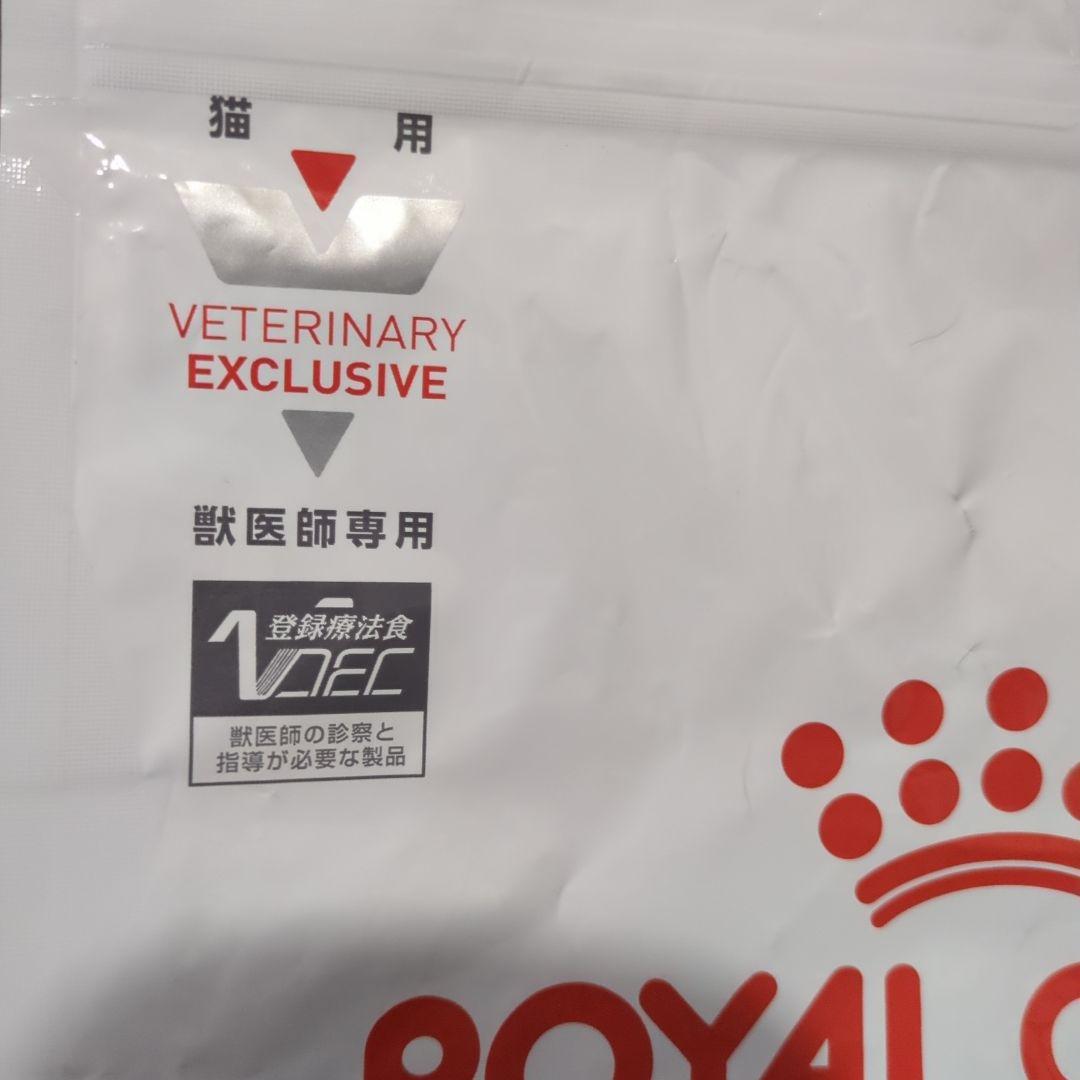 猫 用
VETERINARY
EXCLUSIVE
獣医師専用
登録療法食
VDEC
獣医師の診察と
指導が必要な製品
ROYAL